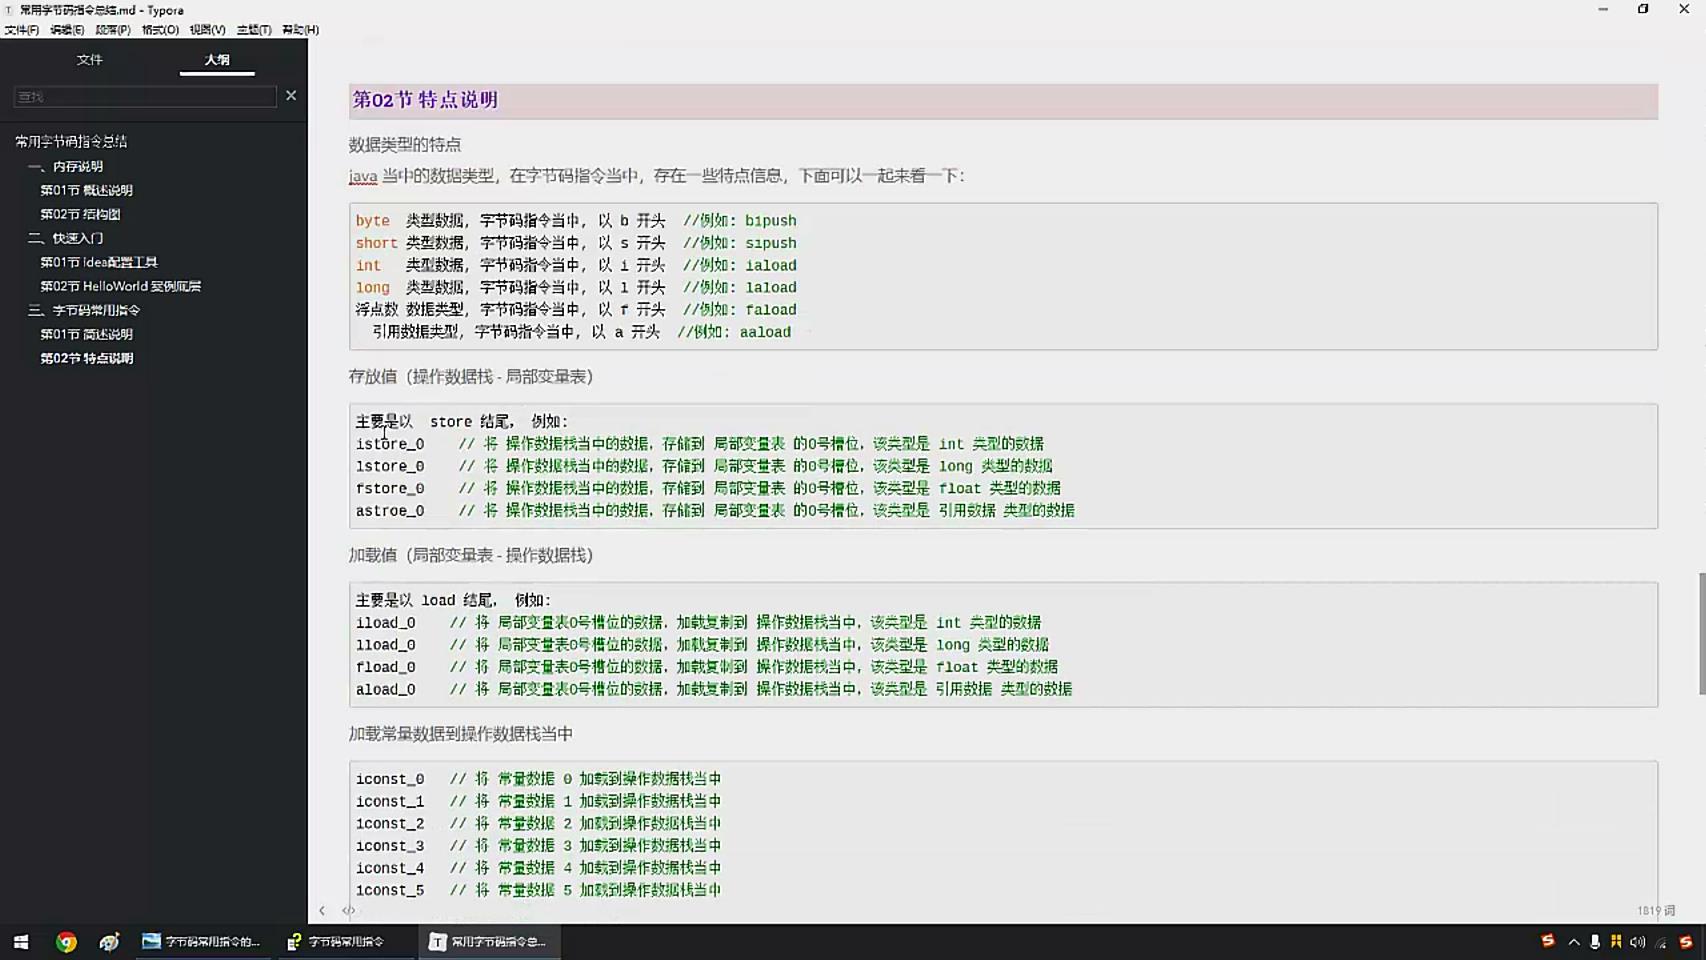 常用字节码指令总结.md - Typora
文件(F) 编辑(E) 段落(P) 格式(O) 视图(V) 主题(T) 帮助(H)
文件 大纲
查找
常用字节码指令总结
一、内存说明
第01节 概述说明
第02节 结构图
二、快速入门
第01节 idea配置工具
第02节 HelloWorld 案例底层
三、字节码常用指令
第01节 简述说明
第02节 特点说明
第02节 特点说明
数据类型的特点
java 当中的数据类型，在字节码指令当中，存在一些特点信息，下面可以一起来看一下：
byte 类型数据, 字节码指令当中, 以 b 开头 //例如: bipush
short 类型数据, 字节码指令当中, 以 s 开头 //例如: sipush
int 类型数据, 字节码指令当中, 以 i 开头 //例如: iaload
long 类型数据, 字节码指令当中, 以 l 开头 //例如: laload
浮点数 数据类型, 字节码指令当中, 以 f 开头 //例如: faload
引用数据类型, 字节码指令当中, 以 a 开头 //例如: aaload
存放值（操作数据栈 - 局部变量表）
主要是以 store 结尾, 例如:
istore_0 // 将 操作数据栈当中的数据, 存储到 局部变量表 的0号槽位, 该类型是 int 类型的数据
lstore_0 // 将 操作数据栈当中的数据, 存储到 局部变量表 的0号槽位, 该类型是 long 类型的数据
fstore_0 // 将 操作数据栈当中的数据, 存储到 局部变量表 的0号槽位, 该类型是 float 类型的数据
astroe_0 // 将 操作数据栈当中的数据, 存储到 局部变量表 的0号槽位, 该类型是 引用数据 类型的数据
加载值（局部变量表 - 操作数据栈）
主要是以 load 结尾, 例如:
iload_0 // 将 局部变量表0号槽位的数据, 加载复制到 操作数据栈当中, 该类型是 int 类型的数据
lload_0 // 将 局部变量表0号槽位的数据, 加载复制到 操作数据栈当中, 该类型是 long 类型的数据
fload_0 // 将 局部变量表0号槽位的数据, 加载复制到 操作数据栈当中, 该类型是 float 类型的数据
aload_0 // 将 局部变量表0号槽位的数据, 加载复制到 操作数据栈当中, 该类型是 引用数据 类型的数据
加载常量数据到操作数据栈当中
iconst_0 // 将 常量数据 0 加载到操作数据栈当中
iconst_1 // 将 常量数据 1 加载到操作数据栈当中
iconst_2 // 将 常量数据 2 加载到操作数据栈当中
iconst_3 // 将 常量数据 3 加载到操作数据栈当中
iconst_4 // 将 常量数据 4 加载到操作数据栈当中
iconst_5 // 将 常量数据 5 加载到操作数据栈当中
1819 词
字节码常用指令的... 字节码常用指令 常用字节码指令总...